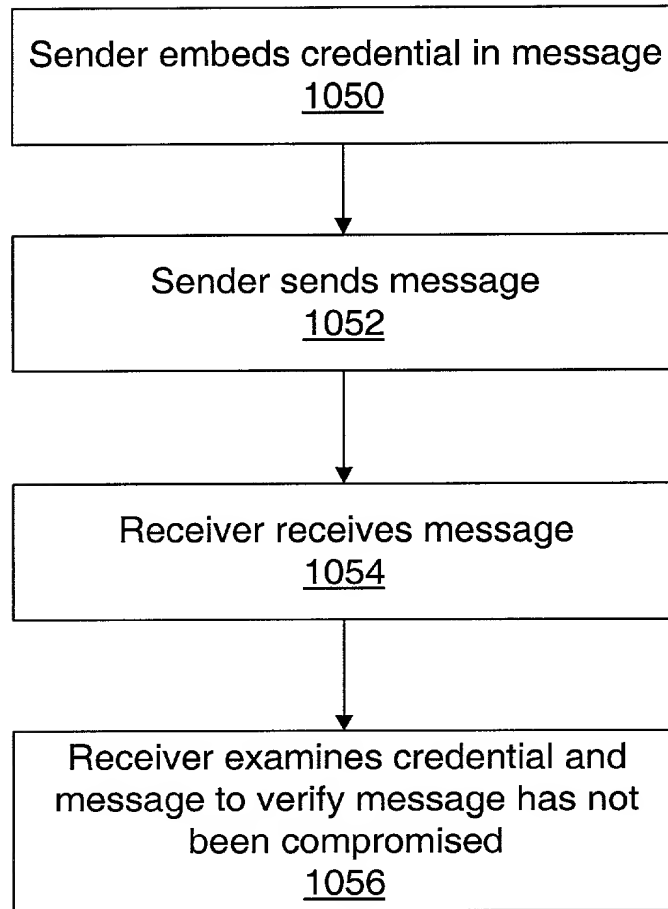 Sender embeds credential in message
1050
Sender sends message
1052
Receiver receives message
1054
Receiver examines credential and
message to verify message has not
been compromised
1056